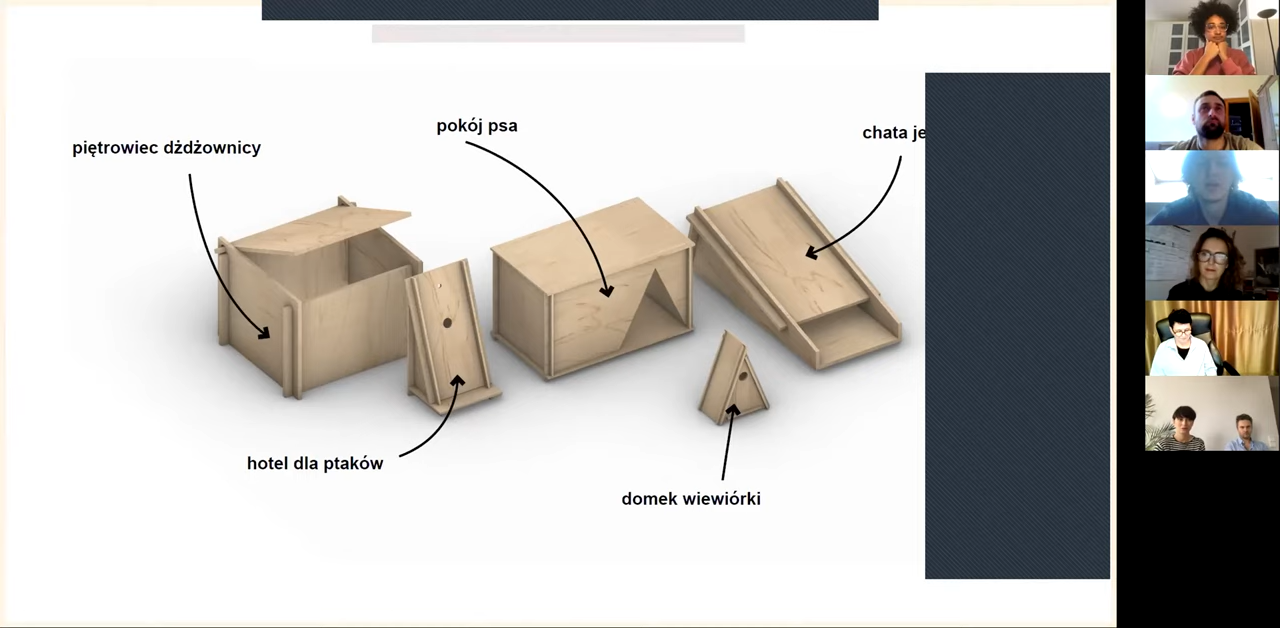 pokój psa
chata je
piętrowiec dżdżownicy
hotel dla ptaków
domek wiewiórki